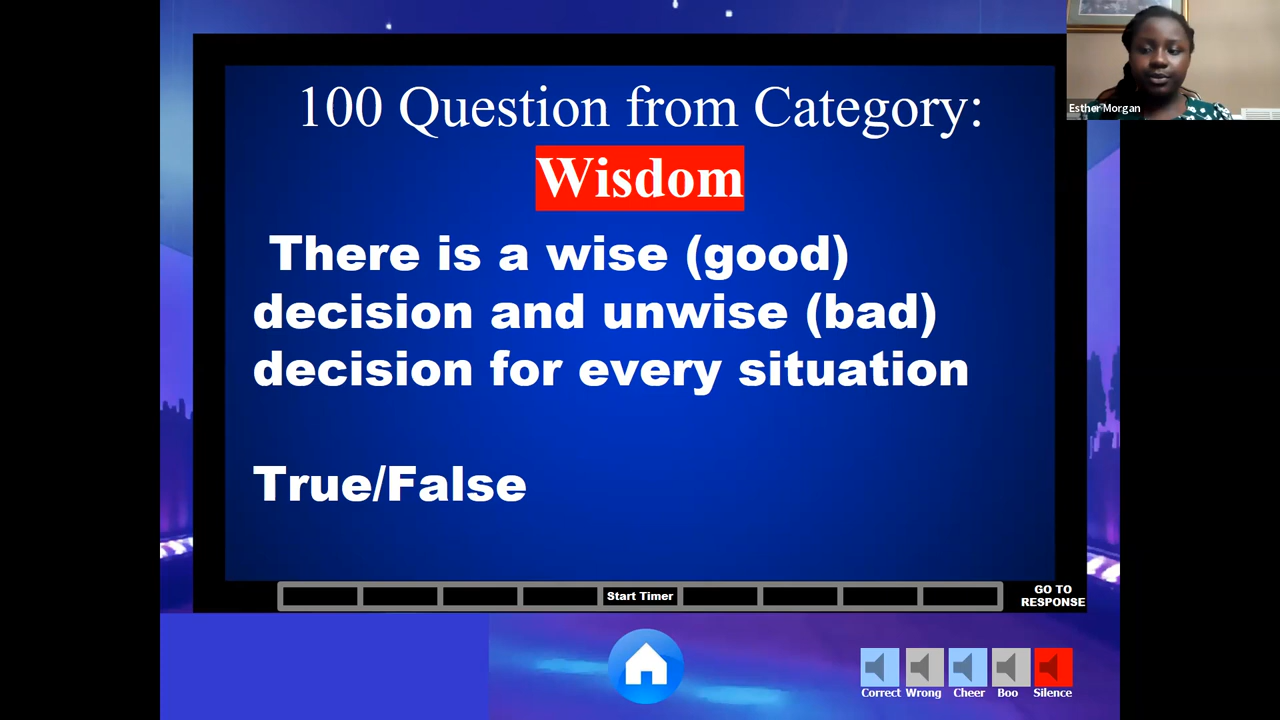 100 Question from Category:
Wisdom
There is a wise (good)
decision and unwise (bad)
decision for every situation
True/False
Esther Morgan
Start Timer
GO TO
RESPONSE
Correct Wrong Cheer Boo Silence